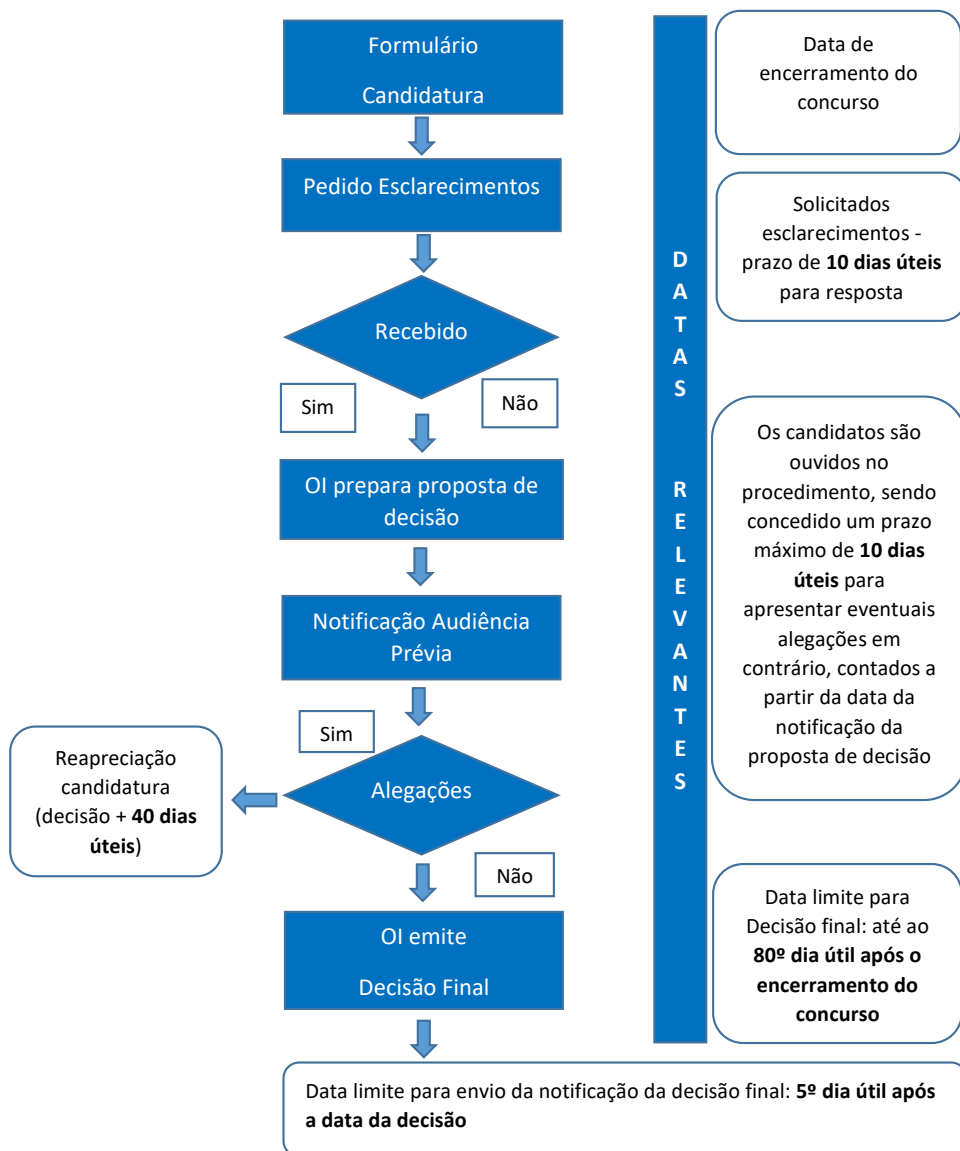 Formulário
Candidatura
Data de
encerramento do
concurso
Pedido Esclarecimentos
Solicitados
esclarecimentos -
prazo de 10 dias úteis
para resposta
Recebido
Sim
Não
DATAS RELEVANTES
OI prepara proposta de
decisão
Os candidatos são
ouvidos no
procedimento, sendo
concedido um prazo
máximo de 10 dias
úteis para
apresentar eventuais
alegações em
contrário, contados a
partir da data da
notificação da
proposta de decisão
Notificação Audiência
Prévia
Sim
Alegações
Reapreciação
candidatura
(decisão + 40 dias
úteis)
Não
OI emite
Decisão Final
Data limite para
Decisão final: até ao
80º dia útil após o
encerramento do
concurso
Data limite para envio da notificação da decisão final: 5º dia útil após
a data da decisão